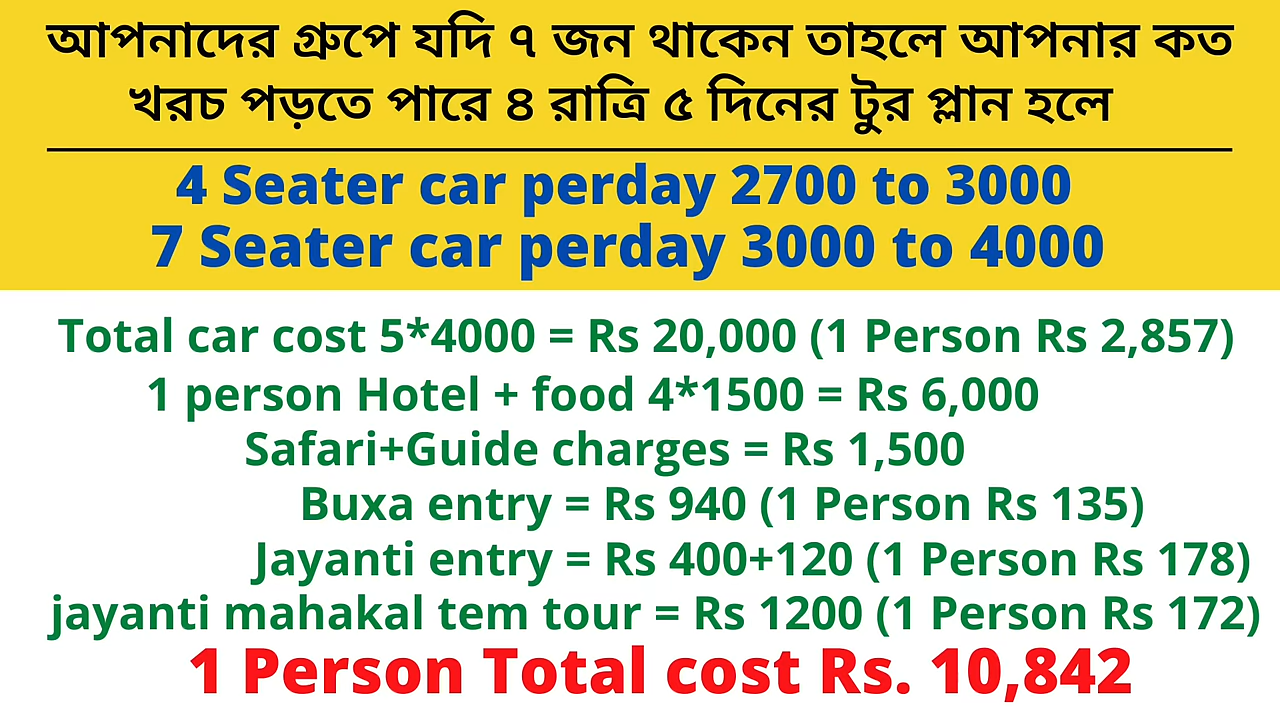 আপনাদের গ্রুপে যদি ৭ জন থাকেন তাহলে আপনার কত
খরচ পড়তে পারে ৪ রাত্রি ৫ দিনের টুর প্লান হলে
4 Seater car perday 2700 to 3000
7 Seater car perday 3000 to 4000
Total car cost 5*4000 = Rs 20,000 (1 Person Rs 2,857)
1 person Hotel + food 4*1500 = Rs 6,000
Safari+Guide charges = Rs 1,500
Buxa entry = Rs 940 (1 Person Rs 135)
Jayanti entry = Rs 400+120 (1 Person Rs 178)
jayanti mahakal tem tour = Rs 1200 (1 Person Rs 172)
1 Person Total cost Rs. 10,842